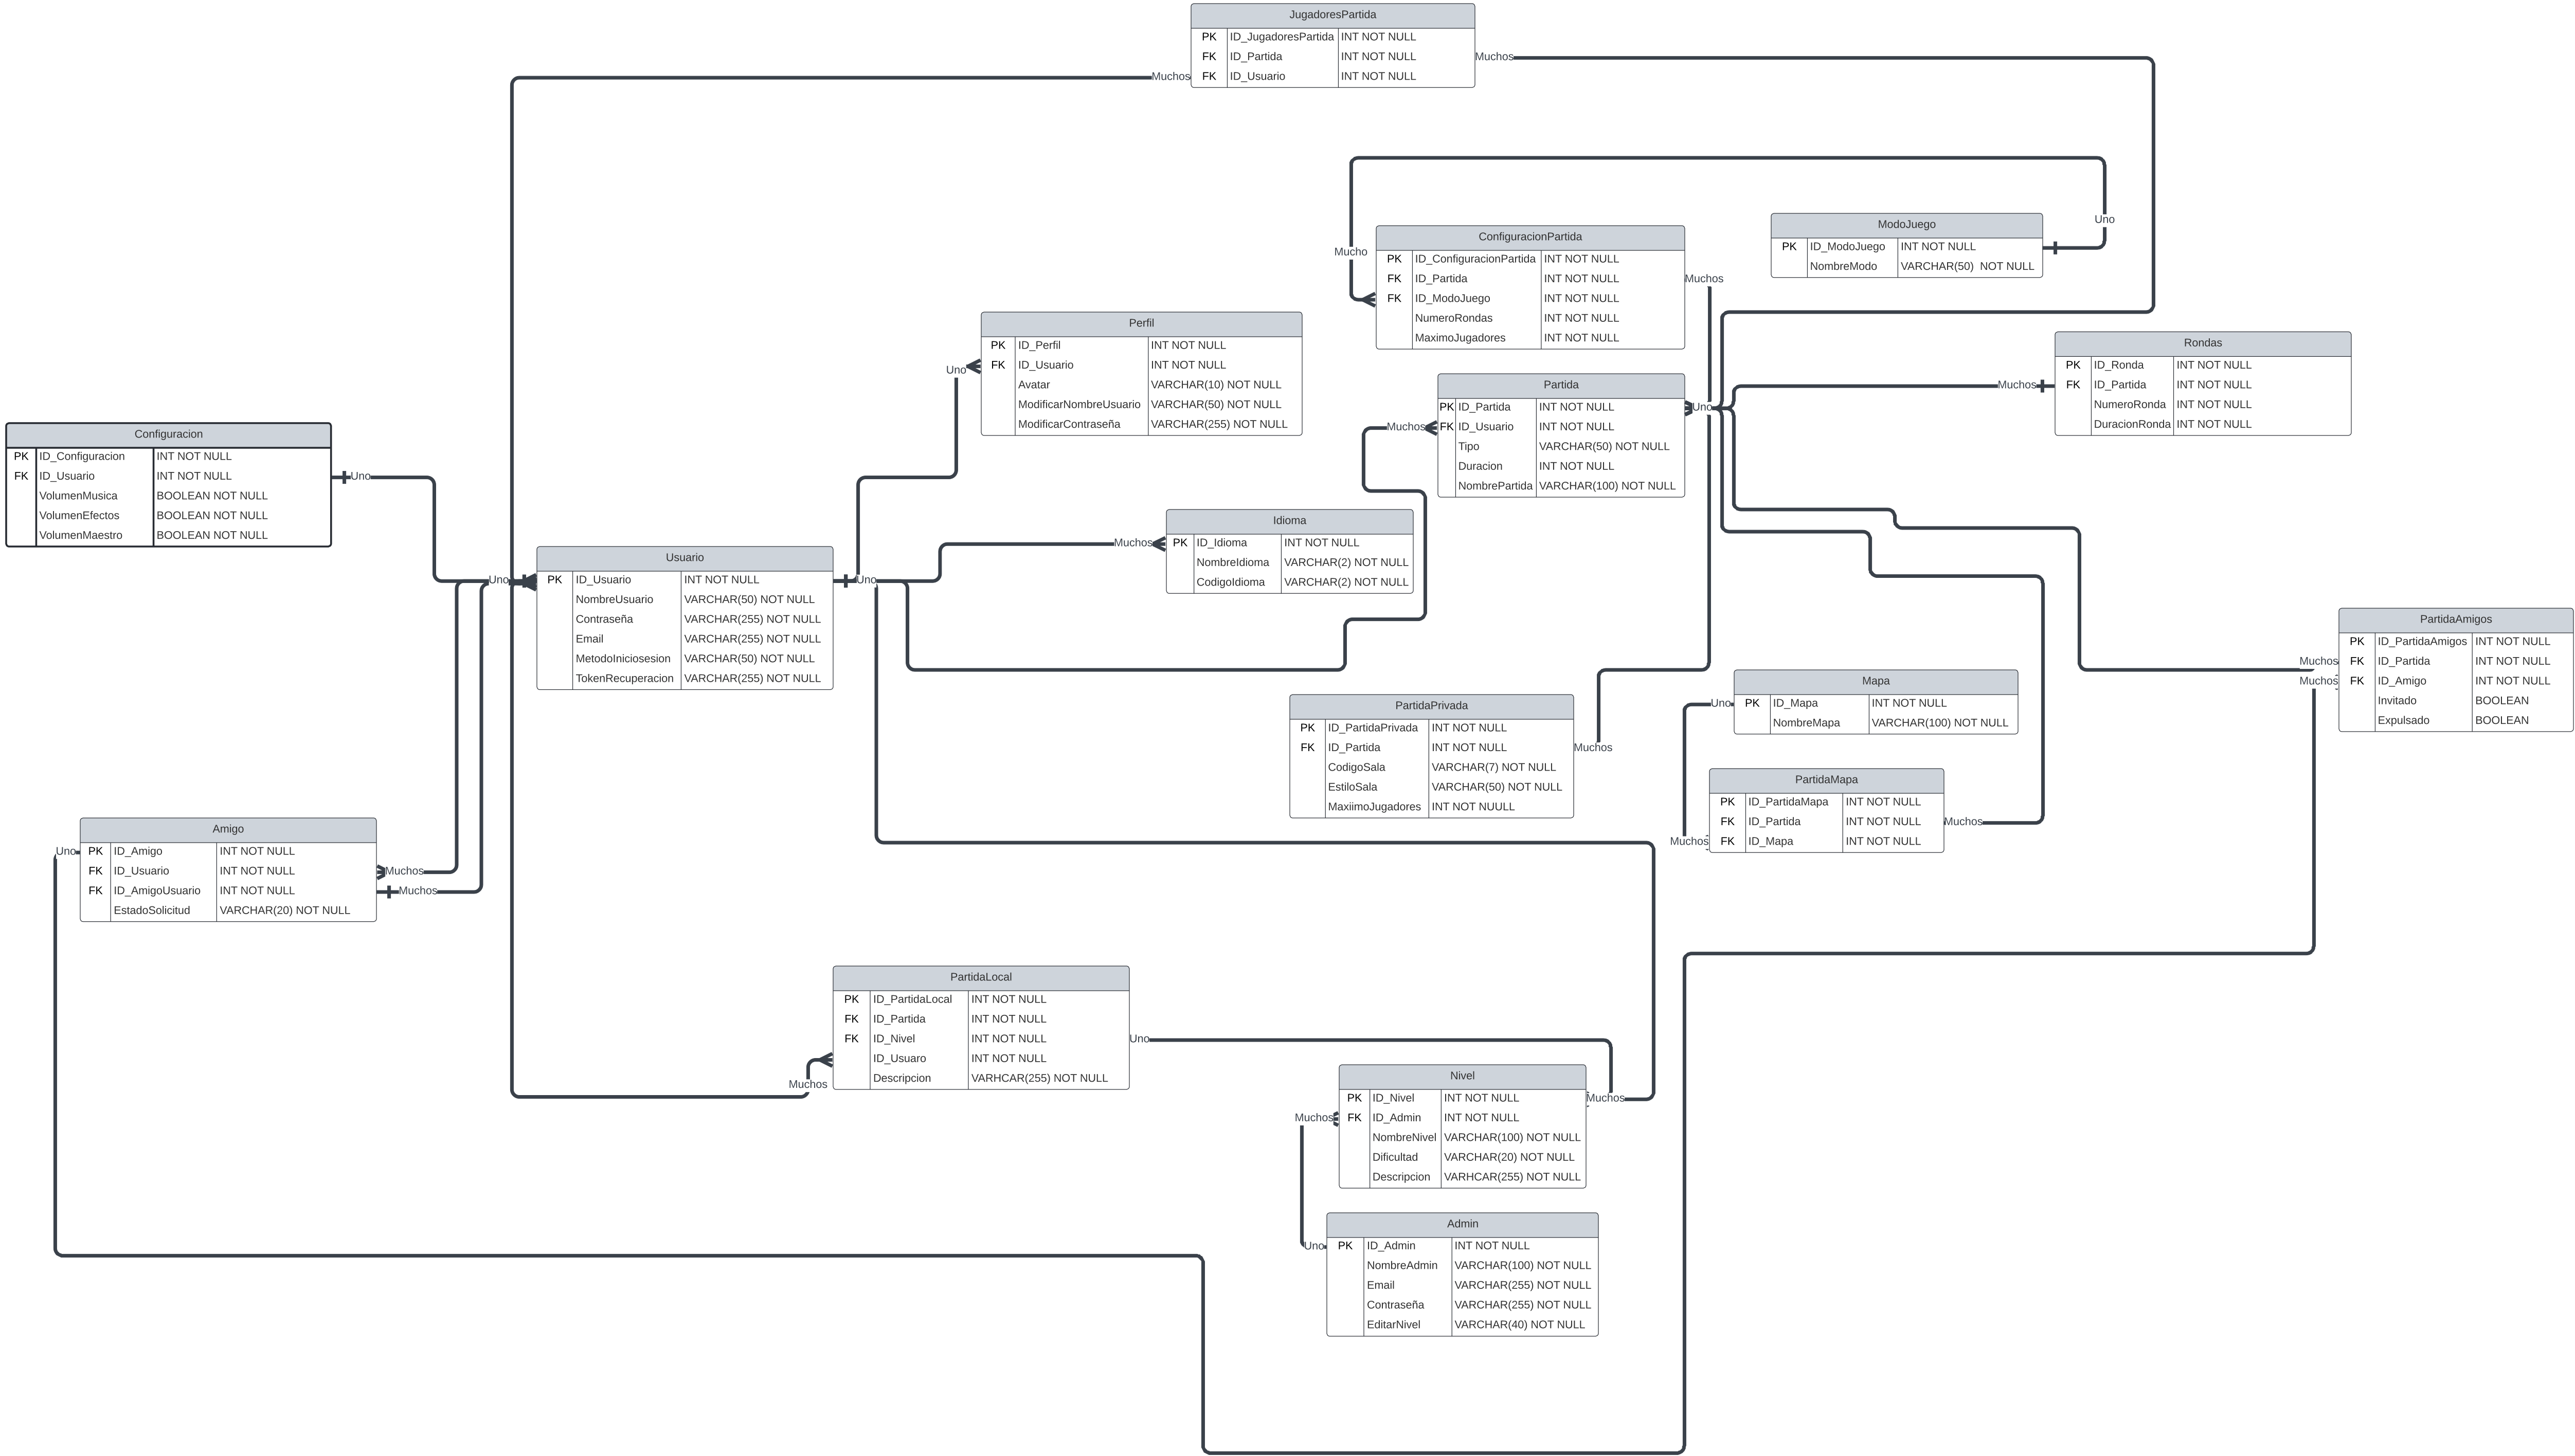 JugadoresPartida
PK ID_JugadoresPartida INT NOT NULL
FK ID_Partida INT NOT NULL
FK ID_Usuario INT NOT NULL
Muchos
Muchos
ConfiguracionPartida
PK ID_ConfiguracionPartida INT NOT NULL
FK ID_Partida INT NOT NULL
FK ID_ModoJuego INT NOT NULL
NumeroRondas INT NOT NULL
MaximoJugadores INT NOT NULL
Mucho
Muchos
ModoJuego
PK ID_ModoJuego INT NOT NULL
NombreModo VARCHAR(50) NOT NULL
Uno
Perfil
PK ID_Perfil INT NOT NULL
FK ID_Usuario INT NOT NULL
Avatar VARCHAR(10) NOT NULL
ModificarNombreUsuario VARCHAR(50) NOT NULL
ModificarContraseña VARCHAR(255) NOT NULL
Uno
Rondas
PK ID_Ronda INT NOT NULL
FK ID_Partida INT NOT NULL
NumeroRonda INT NOT NULL
DuracionRonda INT NOT NULL
Muchos
Partida
PK ID_Partida INT NOT NULL
FK ID_Usuario INT NOT NULL
Tipo VARCHAR(50) NOT NULL
Duracion INT NOT NULL
NombrePartida VARCHAR(100) NOT NULL
Muchos
Uno
Configuracion
PK ID_Configuracion INT NOT NULL
FK ID_Usuario INT NOT NULL
VolumenMusica BOOLEAN NOT NULL
VolumenEfectos BOOLEAN NOT NULL
VolumenMaestro BOOLEAN NOT NULL
Uno
Idioma
PK ID_Idioma INT NOT NULL
NombreIdioma VARCHAR(2) NOT NULL
CodigoIdioma VARCHAR(2) NOT NULL
Muchos
Usuario
PK ID_Usuario INT NOT NULL
NombreUsuario VARCHAR(50) NOT NULL
Contraseña VARCHAR(255) NOT NULL
Email VARCHAR(255) NOT NULL
MetodoIniciosesion VARCHAR(50) NOT NULL
TokenRecuperacion VARCHAR(255) NOT NULL
Uno
Uno
PartidaAmigos
PK ID_PartidaAmigos INT NOT NULL
FK ID_Partida INT NOT NULL
FK ID_Amigo INT NOT NULL
Invitado BOOLEAN
Expulsado BOOLEAN
Muchos
Muchos
Mapa
PK ID_Mapa INT NOT NULL
NombreMapa VARCHAR(100) NOT NULL
Uno
PartidaPrivada
PK ID_PartidaPrivada INT NOT NULL
FK ID_Partida INT NOT NULL
CodigoSala VARCHAR(7) NOT NULL
EstiloSala VARCHAR(50) NOT NULL
MaxiimoJugadores INT NOT NUULL
Muchos
PartidaMapa
PK ID_PartidaMapa INT NOT NULL
FK ID_Partida INT NOT NULL
FK ID_Mapa INT NOT NULL
Muchos
Muchos
Amigo
PK ID_Amigo INT NOT NULL
FK ID_Usuario INT NOT NULL
FK ID_AmigoUsuario INT NOT NULL
EstadoSolicitud VARCHAR(20) NOT NULL
Uno
Muchos
Muchos
PartidaLocal
PK ID_PartidaLocal INT NOT NULL
FK ID_Partida INT NOT NULL
FK ID_Nivel INT NOT NULL
ID_Usuaro INT NOT NULL
Descripcion VARHCAR(255) NOT NULL
Uno
Muchos
Nivel
PK ID_Nivel INT NOT NULL
FK ID_Admin INT NOT NULL
NombreNivel VARCHAR(100) NOT NULL
Dificultad VARCHAR(20) NOT NULL
Descripcion VARHCAR(255) NOT NULL
Muchos
Muchos
Admin
PK ID_Admin INT NOT NULL
NombreAdmin VARCHAR(100) NOT NULL
Email VARCHAR(255) NOT NULL
Contraseña VARCHAR(255) NOT NULL
EditarNivel VARCHAR(40) NOT NULL
Uno